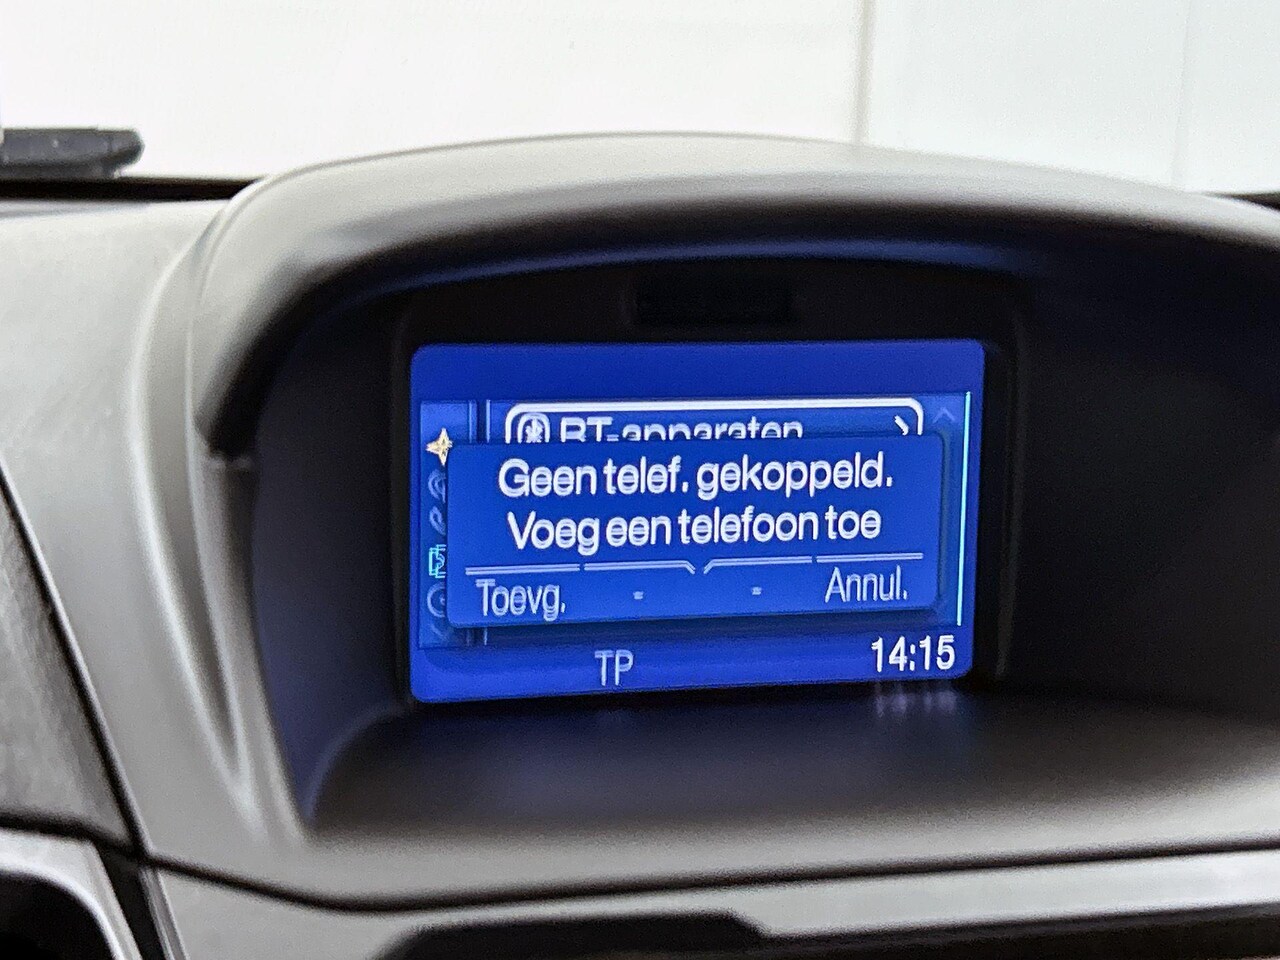 BT-apparaten
Geen telef. gekoppeld.
Voeg een telefoon toe
Toevg. - - Annul.
TP 14:15